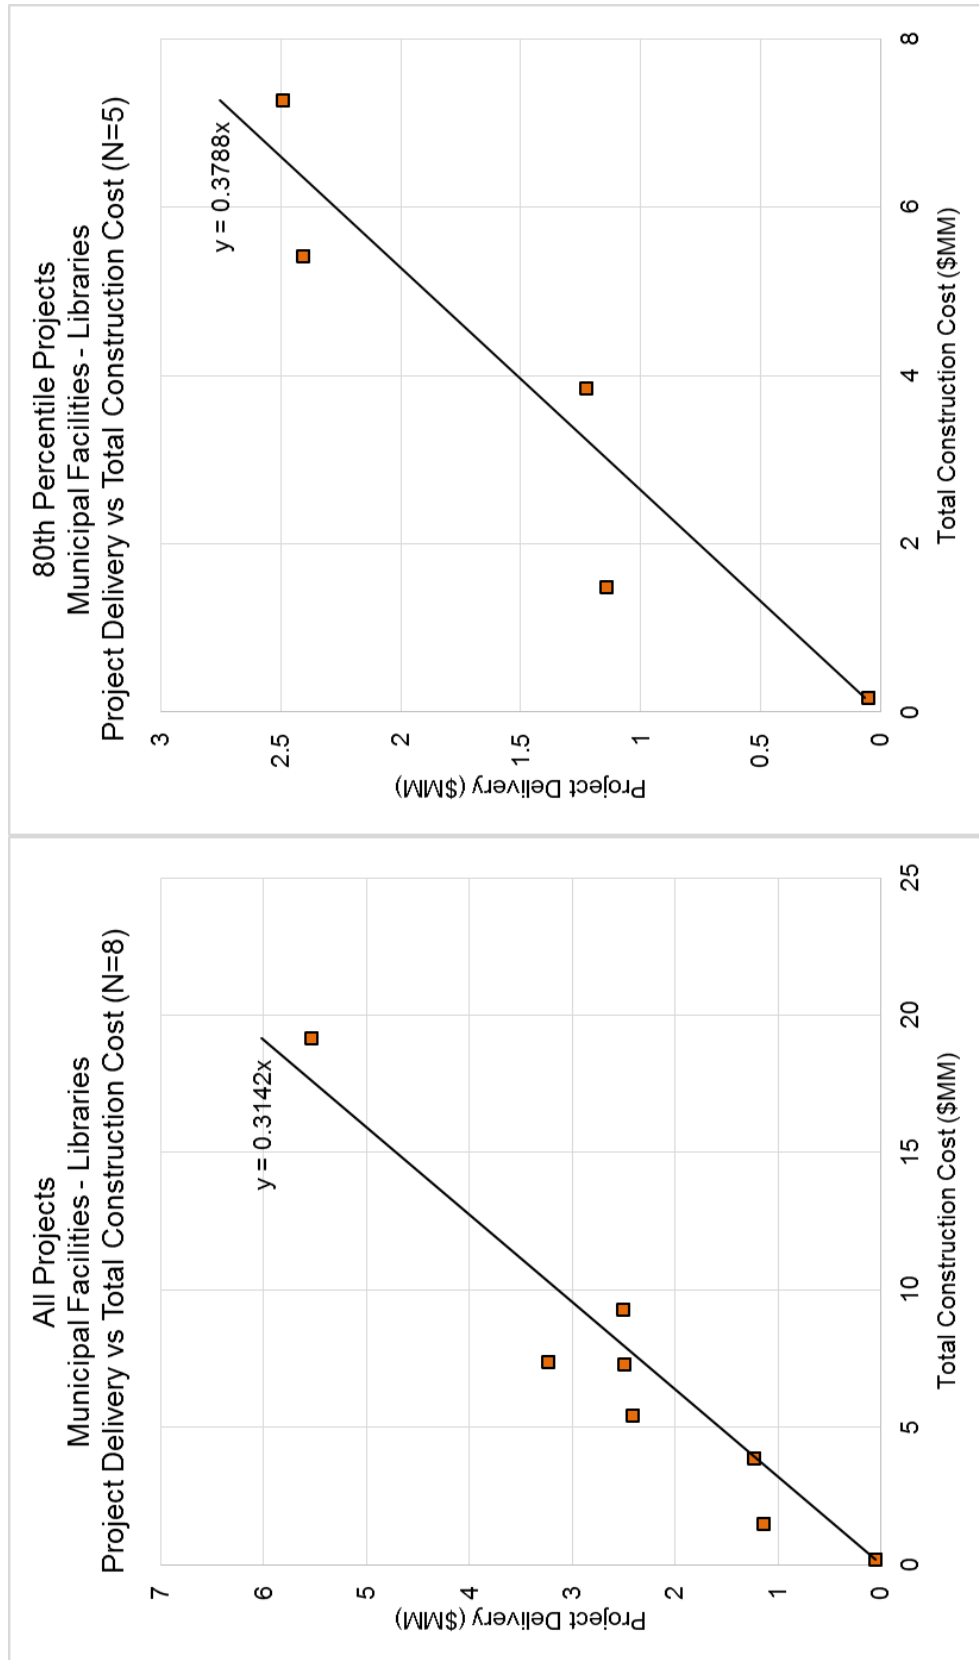 All Projects
Municipal Facilities - Libraries
Project Delivery vs Total Construction Cost (N=8)
7
6
5
4
3
2
1
0
Project Delivery ($MM)
y = 0.3142x
0
5
10
15
20
25
Total Construction Cost ($MM)
80th Percentile Projects
Municipal Facilities - Libraries
Project Delivery vs Total Construction Cost (N=5)
3
2.5
2
1.5
1
0.5
0
Project Delivery ($MM)
y = 0.3788x
0
2
4
6
8
Total Construction Cost ($MM)